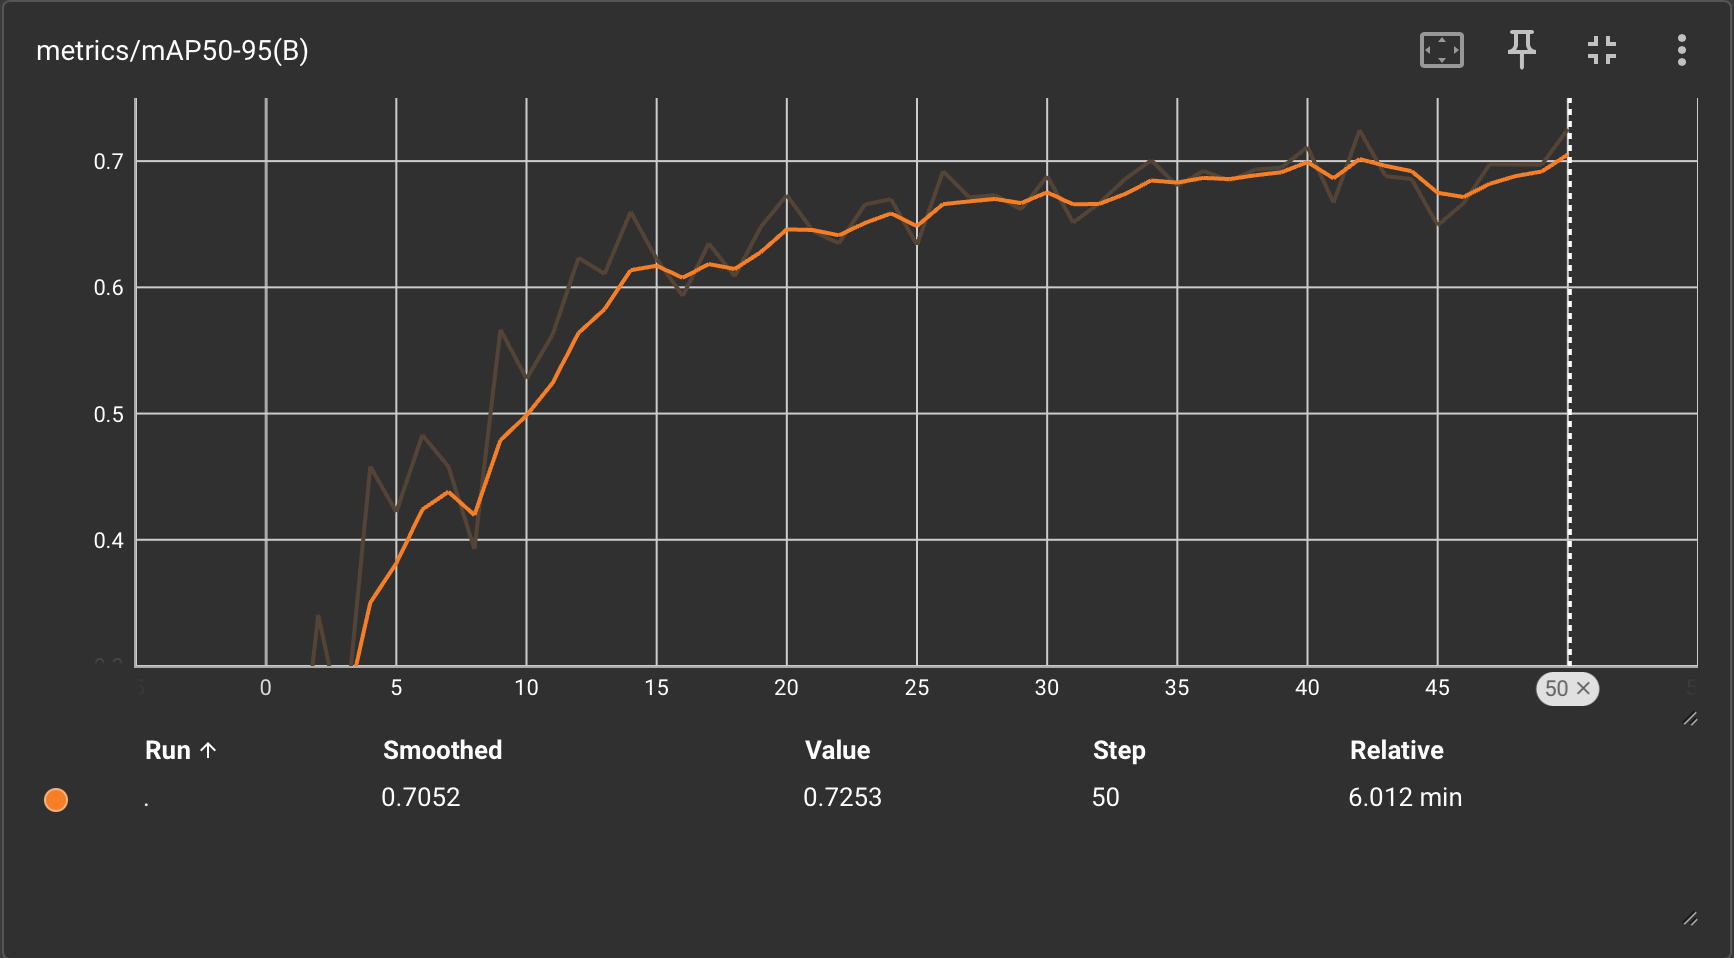 metrics/mAP50-95(B)
0.7
0.6
0.5
0.4
0 5 10 15 20 25 30 35 40 45 50 ×
Run ↑ Smoothed Value Step Relative
. 0.7052 0.7253 50 6.012 min